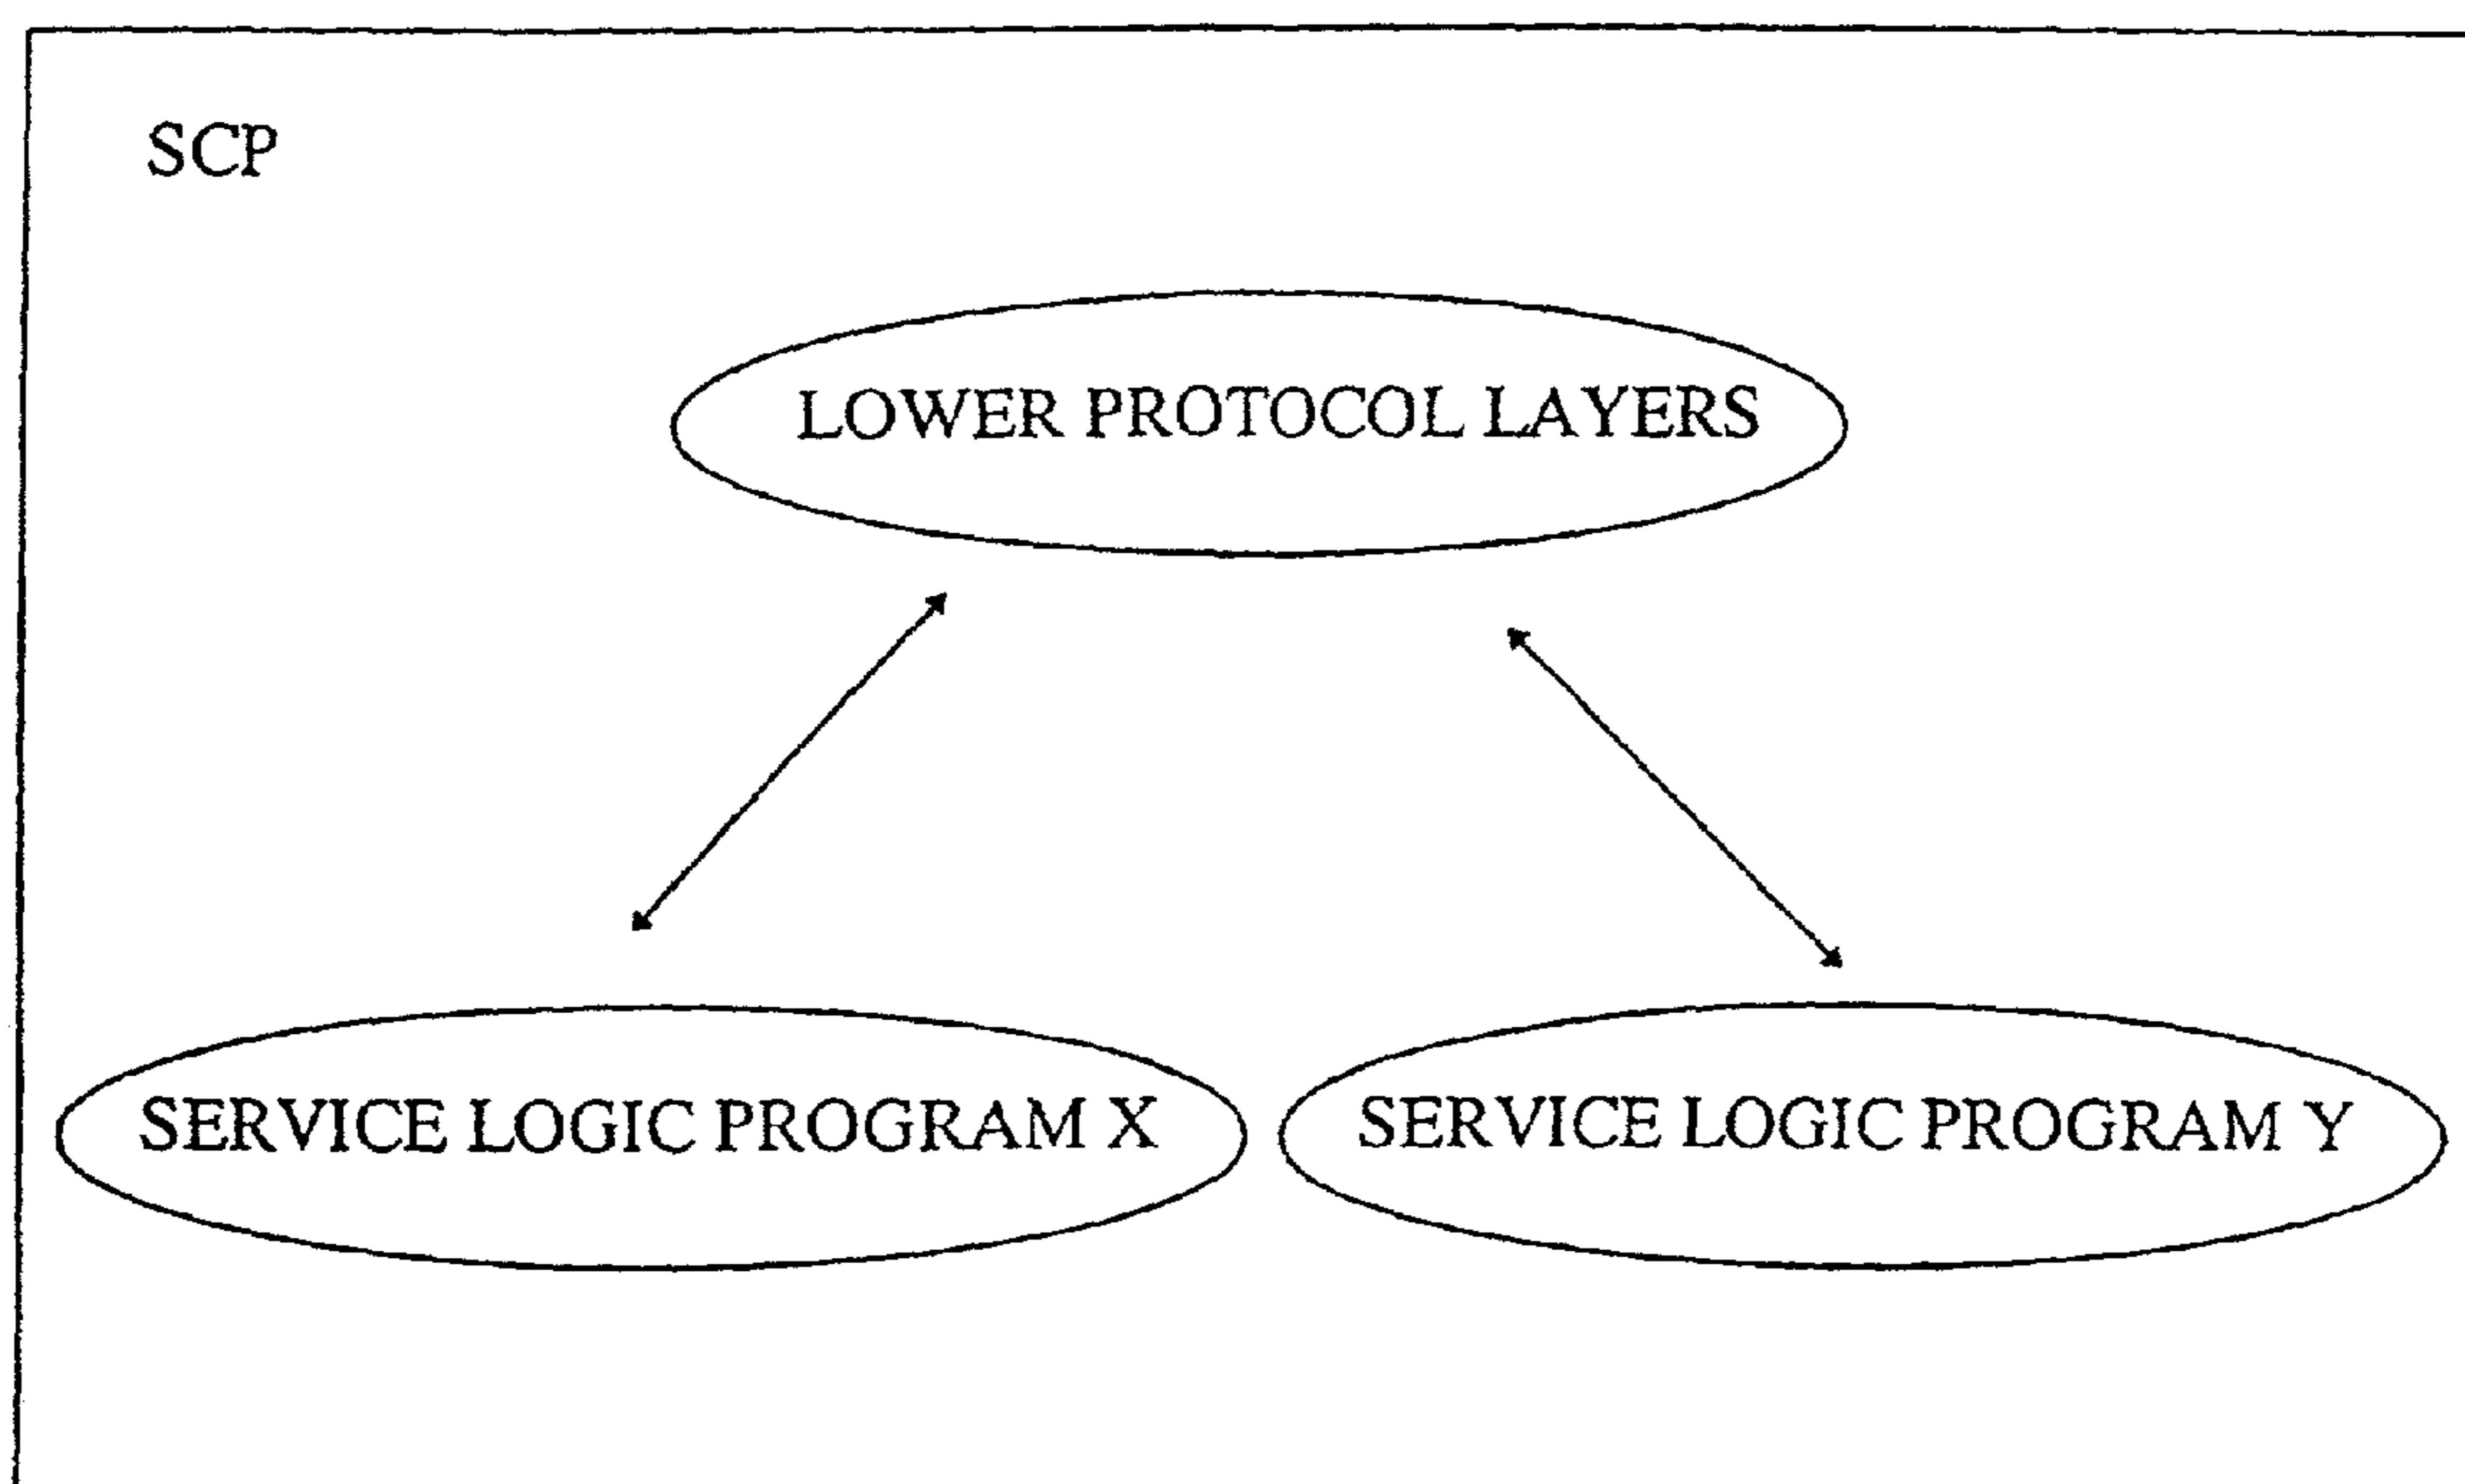 SCP
LOWER PROTOCOL LAYERS
SERVICE LOGIC PROGRAM X
SERVICE LOGIC PROGRAM Y